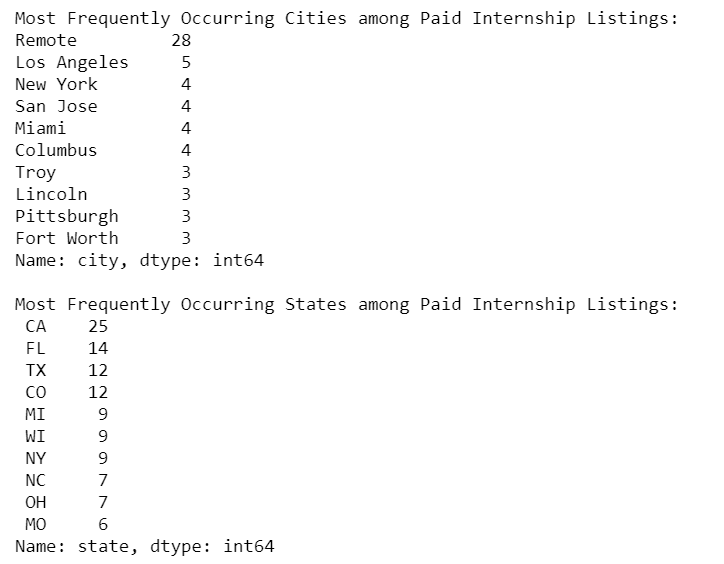 Most Frequently Occurring Cities among Paid Internship Listings:
Remote         28
Los Angeles     5
New York        4
San Jose        4
Miami           4
Columbus        4
Troy            3
Lincoln         3
Pittsburgh      3
Fort Worth      3
Name: city, dtype: int64

Most Frequently Occurring States among Paid Internship Listings:
 CA    25
 FL    14
 TX    12
 CO    12
 MI     9
 WI     9
 NY     9
 NC     7
 OH     7
 MO     6
Name: state, dtype: int64